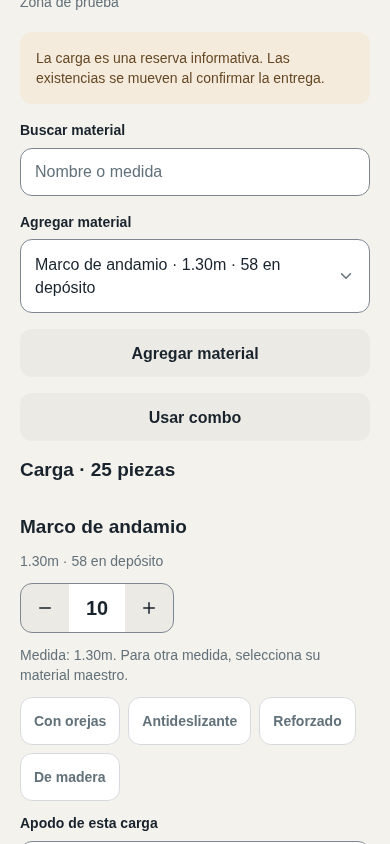 Zona de prueba
La carga es una reserva informativa. Las
existencias se mueven al confirmar la entrega.
Buscar material
Nombre o medida
Agregar material
Marco de andamio · 1.30m · 58 en
depósito
Agregar material
Usar combo
Carga · 25 piezas
Marco de andamio
1.30m · 58 en depósito
− 10 +
Medida: 1.30m. Para otra medida, selecciona su
material maestro.
Con orejas Antideslizante Reforzado
De madera
Apodo de esta carga